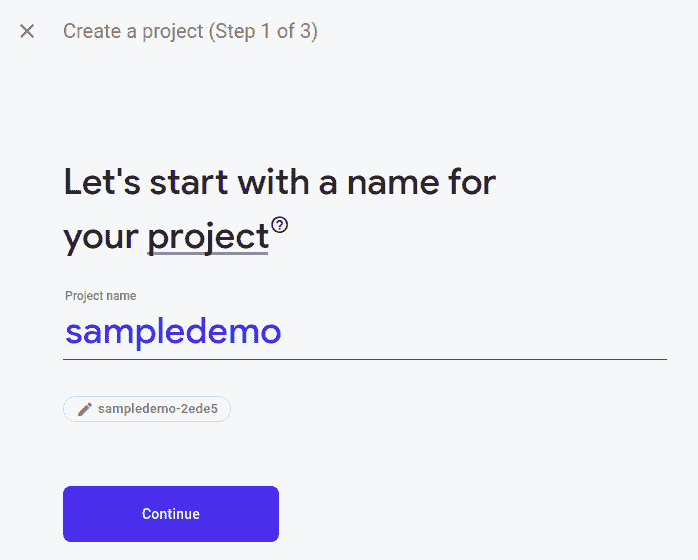 Create a project (Step 1 of 3)
Let's start with a name for
your project
Project name
sampledemo
sampledemo-2ede5
Continue